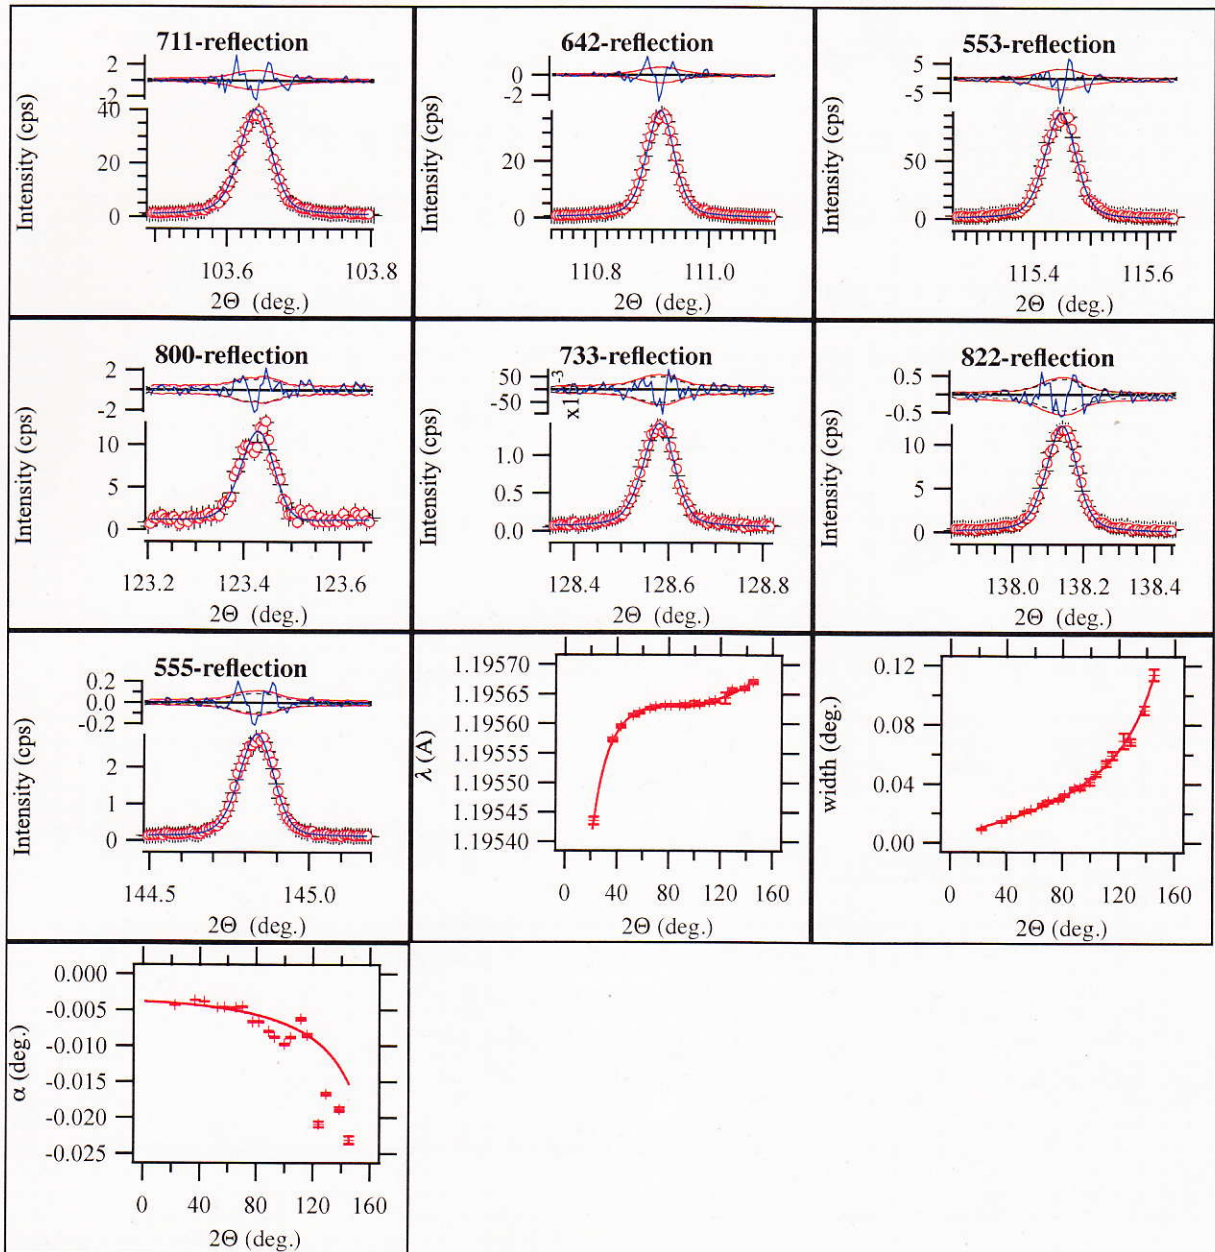 711-reflection
2
0
40
20
0
Intensity (cps)
103.6 103.8
2Θ (deg.)
642-reflection
0
-2
20
0
Intensity (cps)
110.8 111.0
2Θ (deg.)
553-reflection
5
-5
50
0
Intensity (cps)
115.4 115.6
2Θ (deg.)
800-reflection
2
0
-2
10
5
0
Intensity (cps)
123.2 123.4 123.6
2Θ (deg.)
733-reflection
50
-50
1.0
0.5
0.0
Intensity (cps)
128.4 128.6 128.8
2Θ (deg.)
822-reflection
0.5
-0.5
10
5
0
Intensity (cps)
138.0 138.2 138.4
2Θ (deg.)
555-reflection
0.2
0.0
-0.2
2
1
0
Intensity (cps)
144.5 145.0
2Θ (deg.)
1.19570
1.19565
1.19560
1.19555
1.19550
1.19545
1.19540
λ (A)
0 40 80 120 160
2Θ (deg.)
0.12
0.08
0.04
0.00
width (deg.)
0 40 80 120 160
2Θ (deg.)
0.000
-0.005
-0.010
-0.015
-0.020
-0.025
α (deg.)
0 40 80 120 160
2Θ (deg.)